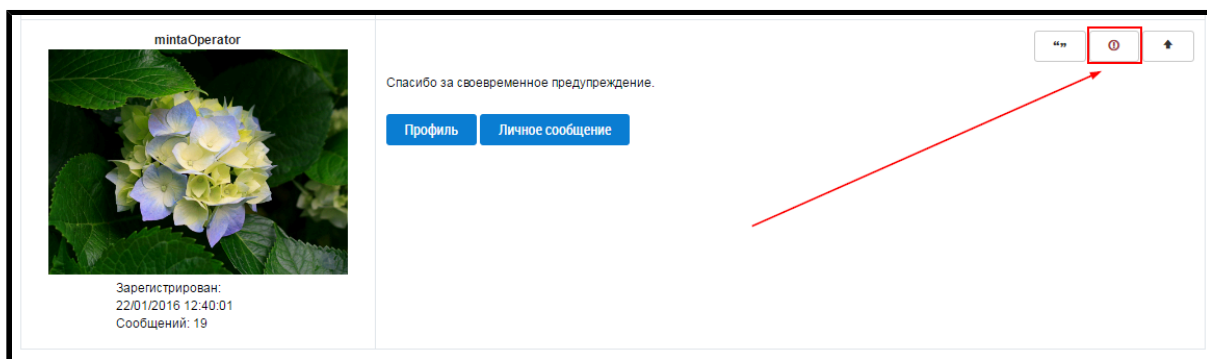 mintaOperator
Спасибо за своевременное предупреждение.
Профиль Личное сообщение
Зарегистрирован:
22/01/2016 12:40:01
Сообщений: 19